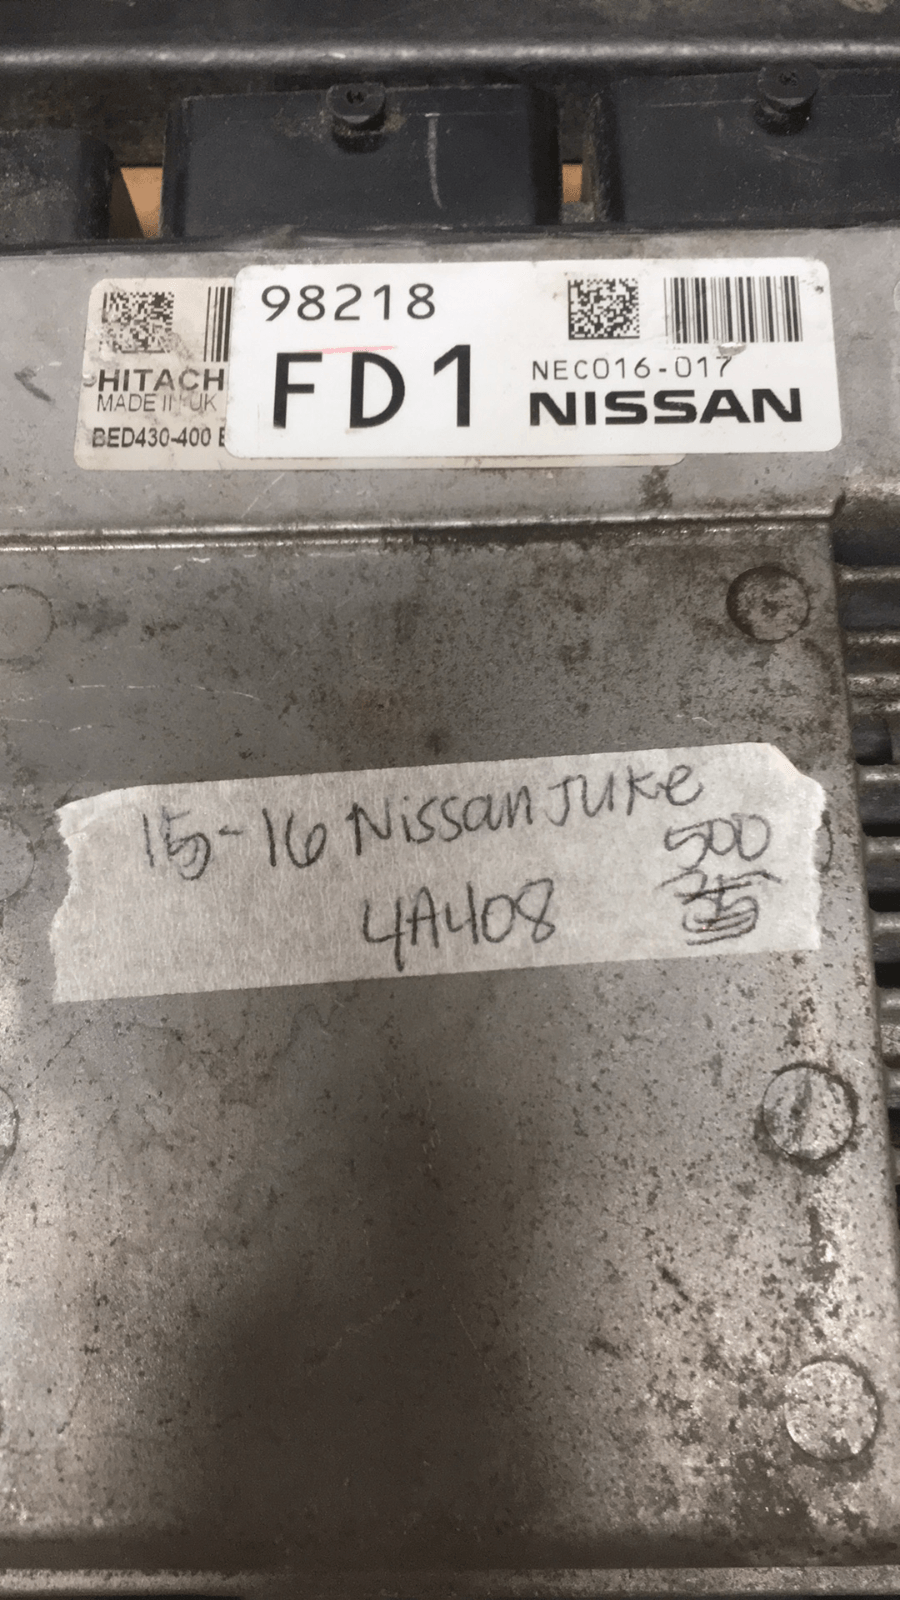 98218
FD1
NEC016-017
NISSAN
HITACH
MADE IN UK
BED430-400
15-16 Nissan Juke
500
4A408